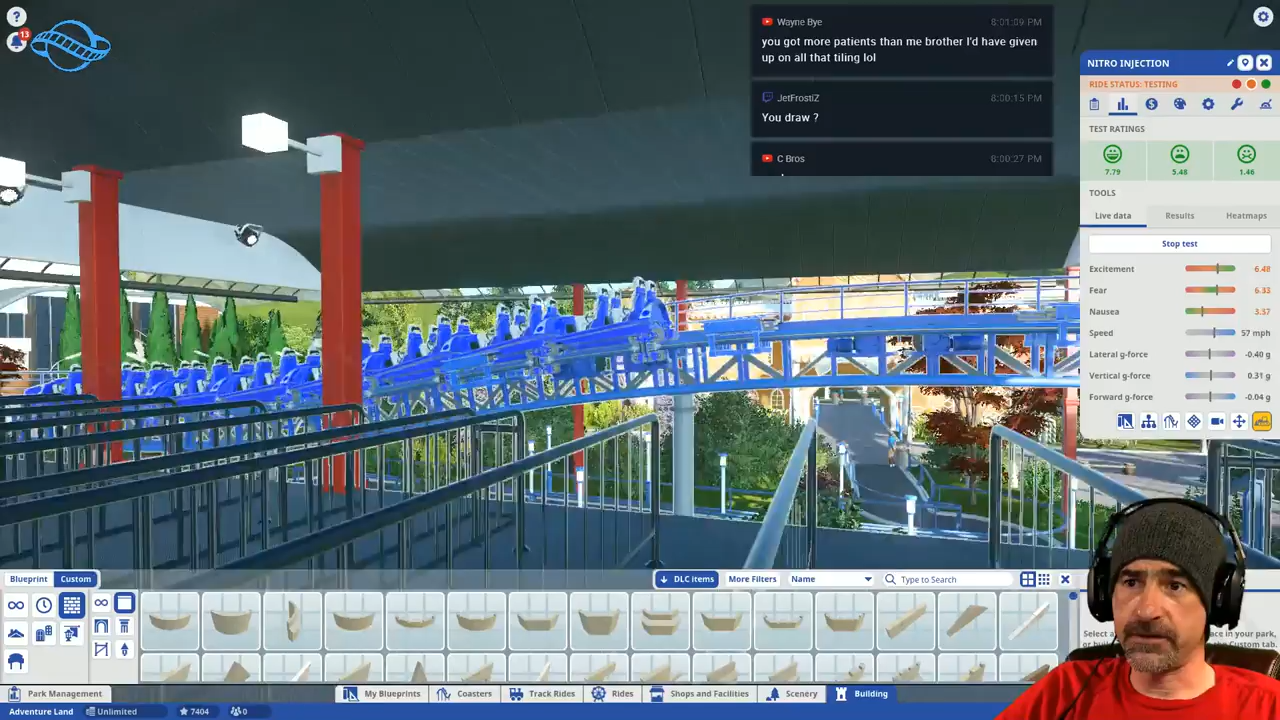 ?
13
Wayne Bye
8:01:09 PM
you got more patients than me brother I'd have given
up on all that tiling lol
JetFrostiZ
8:00:15 PM
You draw ?
C Bros
8:00:27 PM
NITRO INJECTION
RIDE STATUS: TESTING
TEST RATINGS
7.79 5.48 1.46
TOOLS
Live data Results Heatmaps
Stop test
Excitement 6.48
Fear 6.33
Nausea 3.37
Speed 57 mph
Lateral g-force -0.40 g
Vertical g-force 0.31 g
Forward g-force -0.04 g
Blueprint Custom
DLC items More Filters Name Type to Search
Park Management My Blueprints Coasters Track Rides Rides Shops and Facilities Scenery Building
Adventure Land Unlimited 7404 0